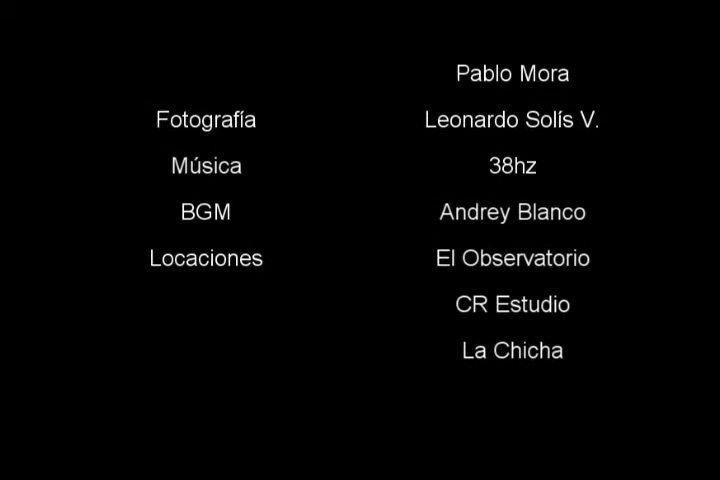 Pablo Mora
Fotografía Leonardo Solís V.
Música 38hz
BGM Andrey Blanco
Locaciones El Observatorio
CR Estudio
La Chicha